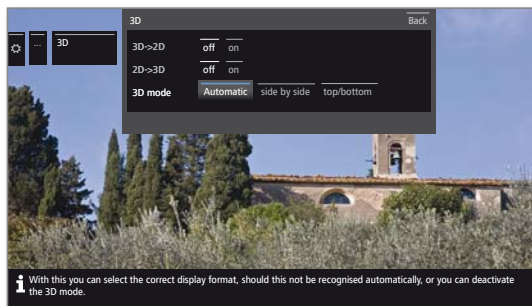 3D
Back
... 3D
3D->2D off on
2D->3D off on
3D mode Automatic side by side top/bottom
With this you can select the correct display format, should this not be recognised automatically, or you can deactivate
the 3D mode.